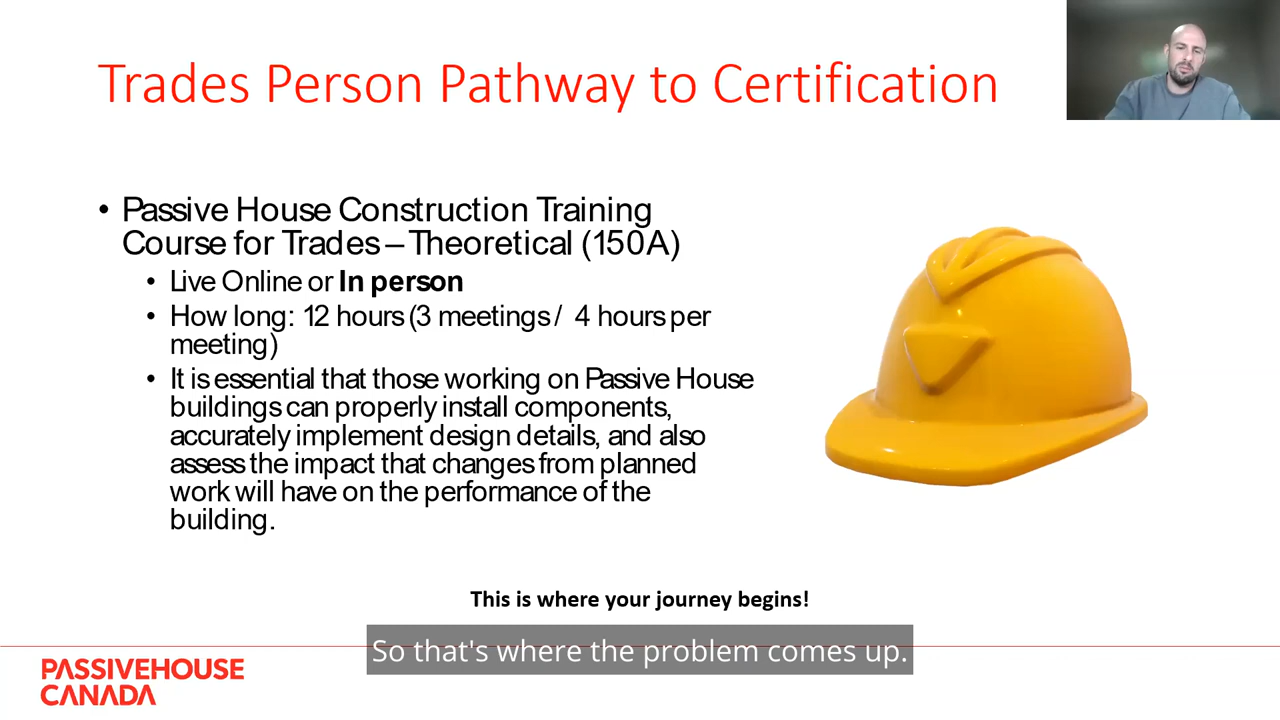 Trades Person Pathway to Certification
• Passive House Construction Training
Course for Trades – Theoretical (150A)
• Live Online or In person
• How long: 12 hours (3 meetings / 4 hours per
meeting)
• It is essential that those working on Passive House
buildings can properly install components,
accurately implement design details, and also
assess the impact that changes from planned
work will have on the performance of the
building.
This is where your journey begins!
So that's where the problem comes up.
PASSIVEHOUSE
CANADA